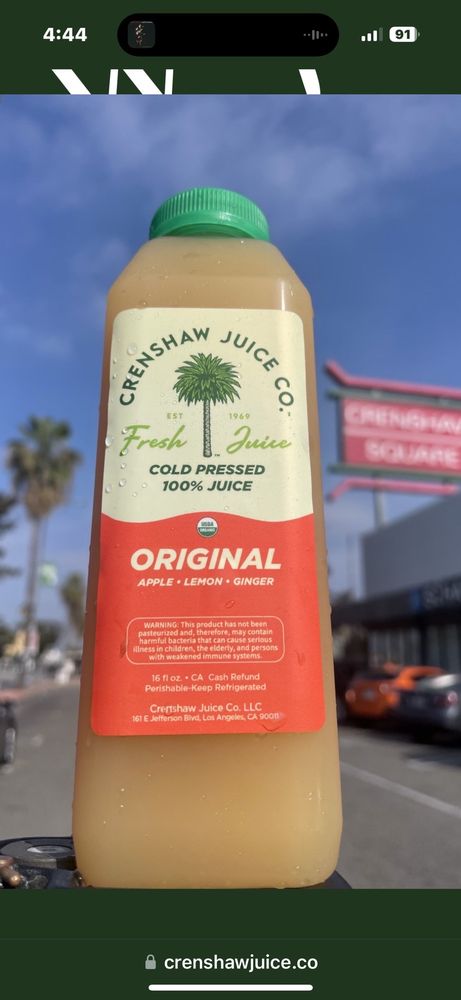 4:44
91
CRENSHAW JUICE CO.
EST 1969
Fresh Juice
™
COLD PRESSED
100% JUICE
USDA
ORGANIC
ORIGINAL
APPLE • LEMON • GINGER
WARNING: This product has not been
pasteurized and, therefore, may contain
harmful bacteria that can cause serious
illness in children, the elderly, and persons
with weakened immune systems.
16 fl oz. • CA Cash Refund
Perishable-Keep Refrigerated
Crenshaw Juice Co. LLC
161 E Jefferson Blvd, Los Angeles, CA 90011
CRENSHAW
SQUARE
crenshawjuice.co